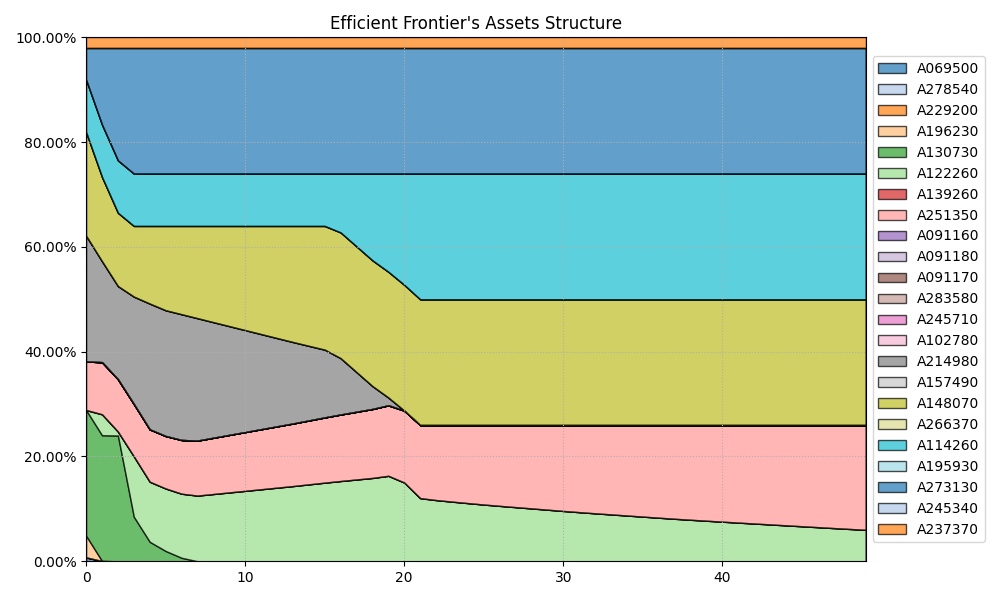 Efficient Frontier's Assets Structure
100.00%
80.00%
60.00%
40.00%
20.00%
0.00%
0
10
20
30
40
A069500
A278540
A229200
A196230
A130730
A122260
A139260
A251350
A091160
A091180
A091170
A283580
A245710
A102780
A214980
A157490
A148070
A266370
A114260
A195930
A273130
A245340
A237370